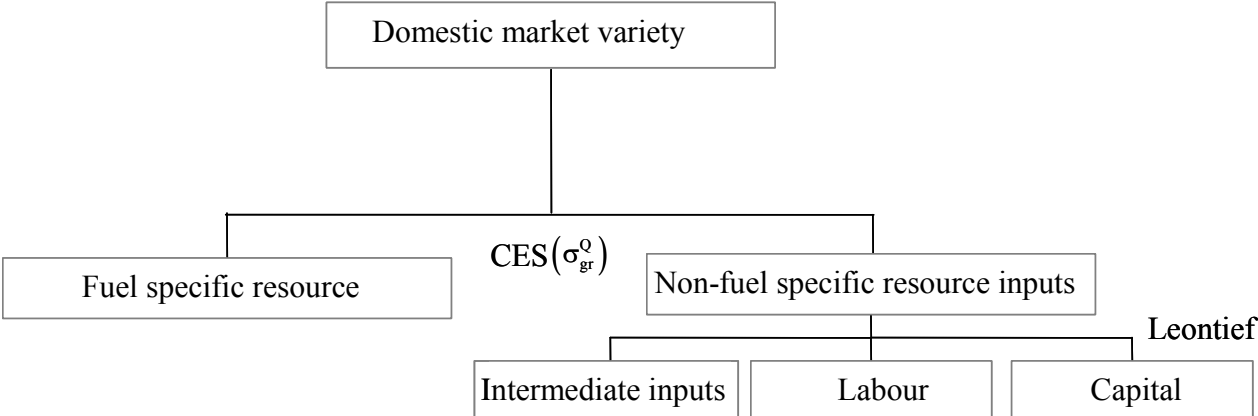 Domestic market variety
CES(σ^Q_gr)
Fuel specific resource
Non-fuel specific resource inputs
Leontief
Intermediate inputs
Labour
Capital